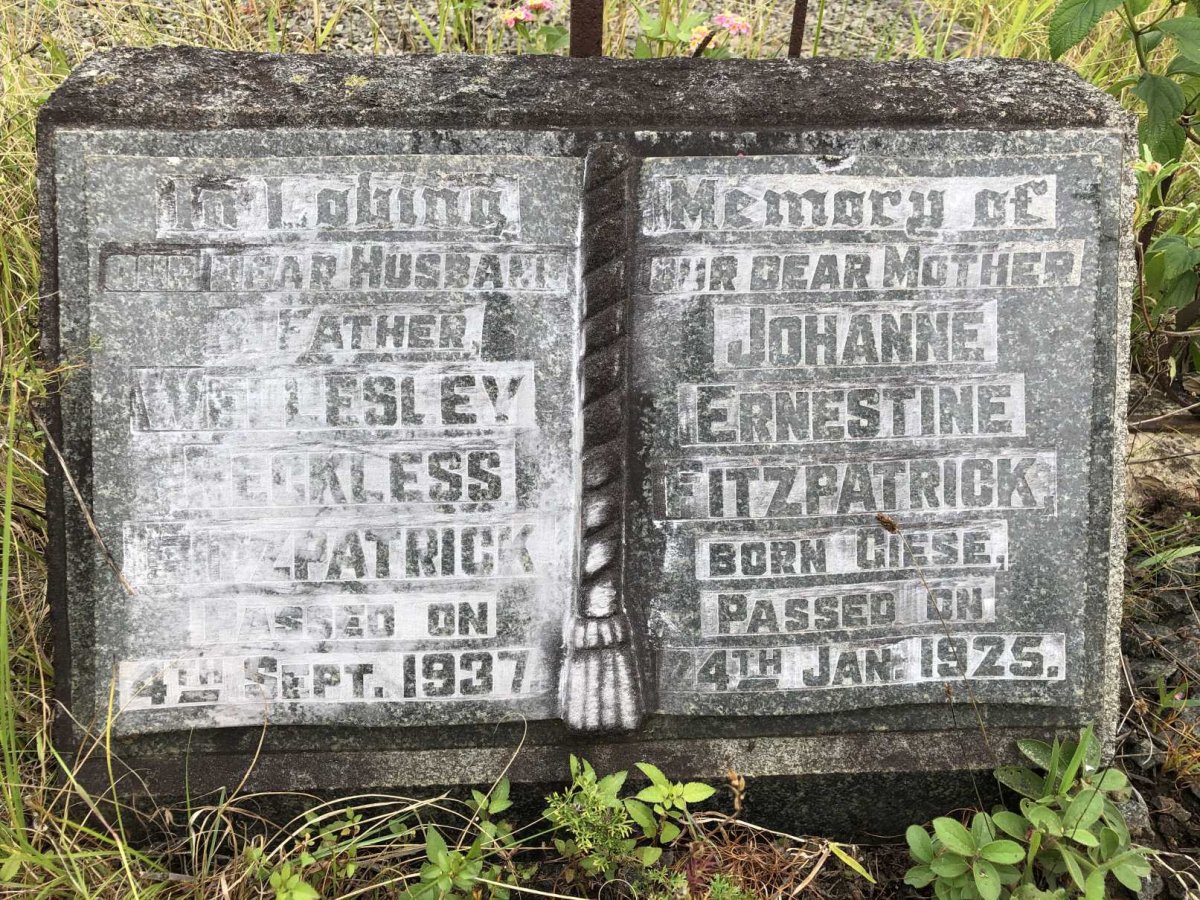 In Loving
OUR DEAR HUSBAND
FATHER
WELLESLEY
RECKLESS
FITZPATRICK
PASSED ON
4TH SEPT. 1937
Memory of
OUR DEAR MOTHER
JOHANNE
ERNESTINE
FITZPATRICK.
BORN GIESE,
PASSED ON
24TH JAN. 1925.